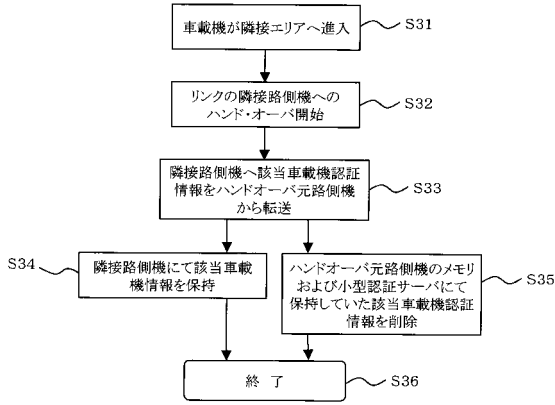 車載機が隣接エリアへ進入
S31
リンクの隣接路側機への
ハンド・オーバ開始
S32
隣接路側機へ該当車載機認証
情報をハンドオーバ元路側機
から転送
S33
S34
隣接路側機にて該当車載
機情報を保持
ハンドオーバ元路側機のメモリ
および小型認証サーバにて
保持していた該当車載機認証
情報を削除
S35
終 了
S36